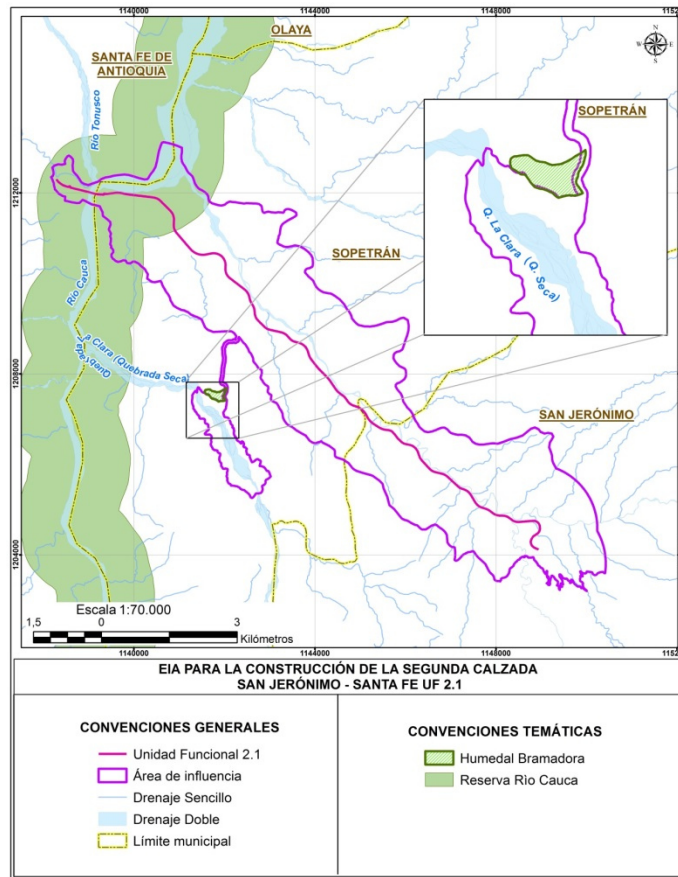 1140000
1144000
1148000
1152
OLAYA
N
W
E
S
SANTA FE DE
ANTIOQUIA
Río Tonusco
SOPETRÁN
Q. La Clara (Q. Seca)
1212000
SOPETRÁN
Río Cauca
La Clara (Quebrada Seca)
Quebrada
1208000
SAN JERÓNIMO
1204000
Escala 1:70.000
1,5
0
3
Kilómetros
1140000
1144000
1148000
1152
EIA PARA LA CONSTRUCCIÓN DE LA SEGUNDA CALZADA
SAN JERÓNIMO - SANTA FE UF 2.1
CONVENCIONES GENERALES
Unidad Funcional 2.1
Área de influencia
Drenaje Sencillo
Drenaje Doble
Límite municipal
CONVENCIONES TEMÁTICAS
Humedal Bramadora
Reserva Rìo Cauca